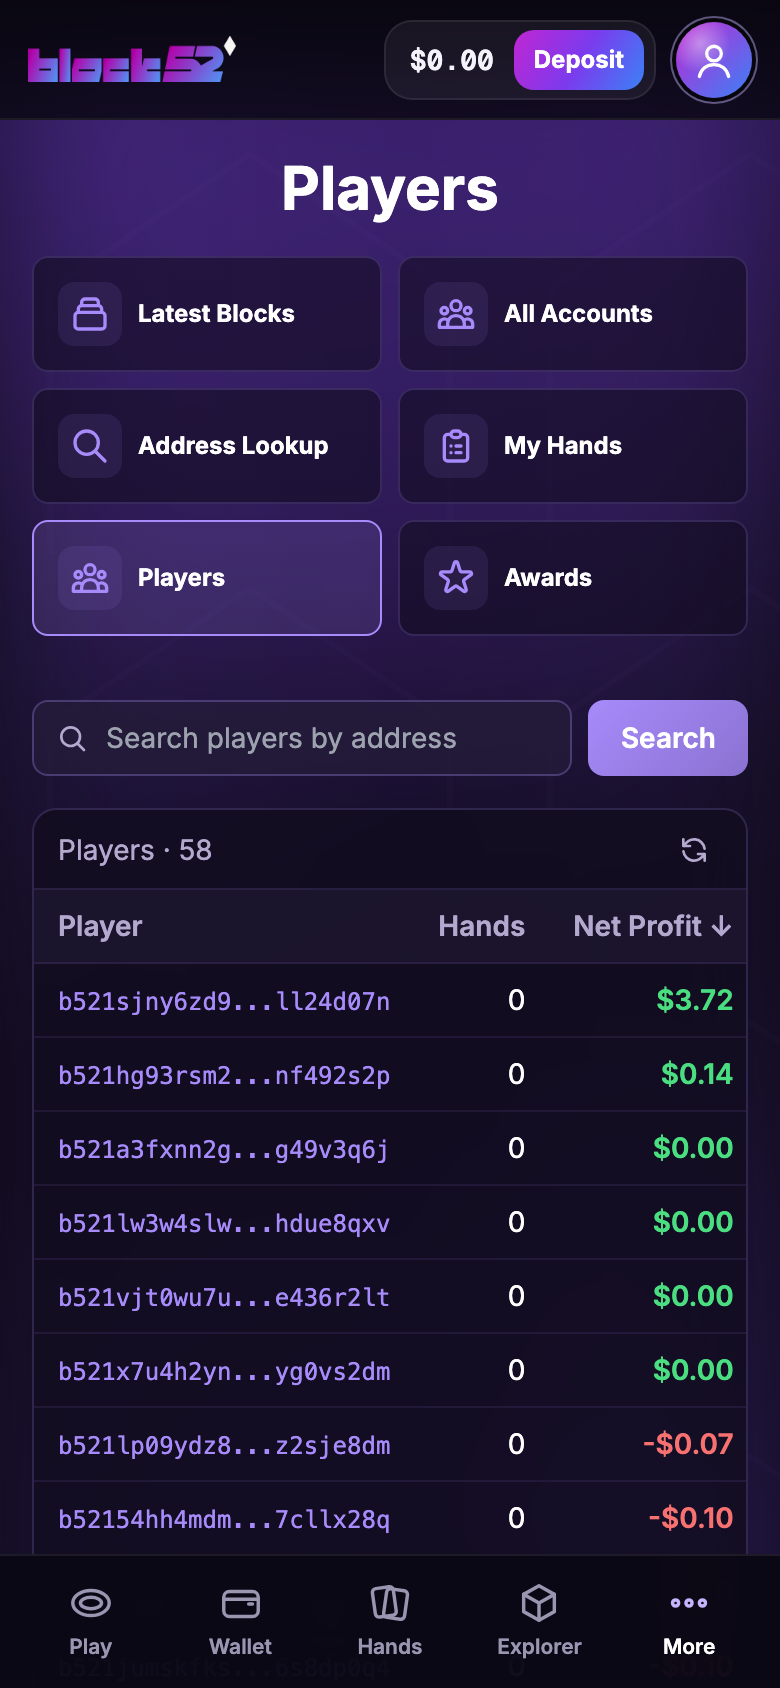 block52
$0.00
Deposit
Players
Latest Blocks
All Accounts
Address Lookup
My Hands
Players
Awards
Search players by address
Search
Players · 58
Player Hands Net Profit ↓
b521sjny6zd9...ll24d07n 0 $3.72
b521hg93rsm2...nf492s2p 0 $0.14
b521a3fxnn2g...g49v3q6j 0 $0.00
b521lw3w4slw...hdue8qxv 0 $0.00
b521vjt0wu7u...e436r2lt 0 $0.00
b521x7u4h2yn...yg0vs2dm 0 $0.00
b521lp09ydz8...z2sje8dm 0 -$0.07
b52154hh4mdm...7cllx28q 0 -$0.10
Play
Wallet
Hands
Explorer
More